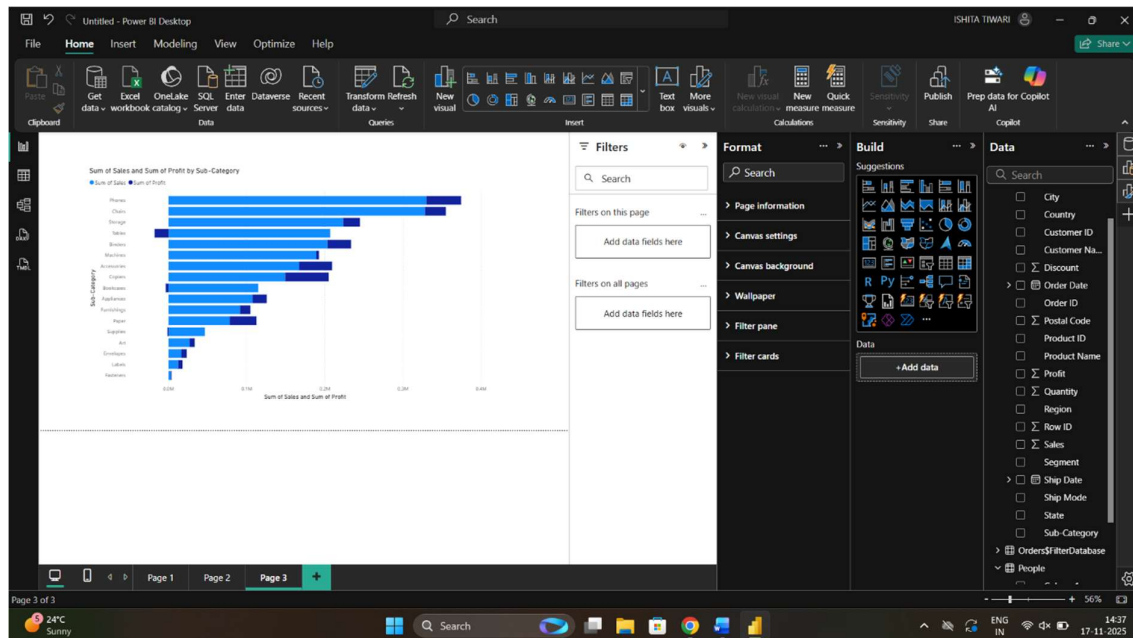 Untitled - Power BI Desktop
Search
ISHITA TIWARI
File Home Insert Modeling View Optimize Help
Share
Paste
Get data
Excel workbook
OneLake catalog
SQL Server
Enter data
Dataverse
Recent sources
Transform data
Refresh
New visual
Text box
More visuals
New visual calculation
New measure
Quick measure
Sensitivity
Publish
Prep data for Copilot AI
Clipboard
Data
Queries
Insert
Calculations
Sensitivity
Share
Copilot
Sum of Sales and Sum of Profit by Sub-Category
Sum of Sales Sum of Profit
Sub-Category
Phones
Chairs
Storage
Tables
Binders
Machines
Accessories
Copiers
Bookcases
Appliances
Furnishings
Paper
Supplies
Art
Envelopes
Labels
Fasteners
0.0M 0.1M 0.2M 0.3M 0.4M
Sum of Sales and Sum of Profit
Filters
Search
Filters on this page
...
Add data fields here
Filters on all pages
...
Add data fields here
Format
...
Search
Page information
Canvas settings
Canvas background
Wallpaper
Filter pane
Filter cards
Build
...
Suggestions
R Py
123
...
Data
+Add data
Data
...
Search
City
Country
Customer ID
Customer Na...
Σ Discount
Order Date
Order ID
Σ Postal Code
Product ID
Product Name
Σ Profit
Σ Quantity
Region
Σ Row ID
Σ Sales
Segment
Ship Date
Ship Mode
State
Sub-Category
Orders$FilterDatabase
People
DAX
TMDL
Page 1 Page 2 Page 3 +
Page 3 of 3
- + 56%
5
24°C
Sunny
Search
ENG
IN
14:37
17-11-2025